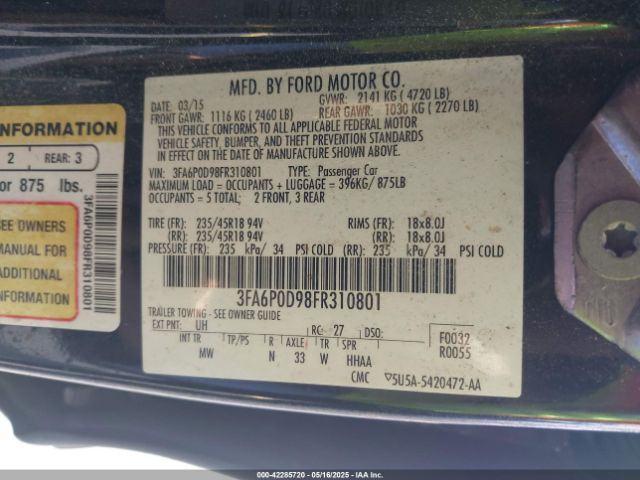 MFD. BY FORD MOTOR CO.
DATE: 03/15 GVWR: 2141 KG ( 4720 LB)
FRONT GAWR: 1116 KG ( 2460 LB) REAR GAWR: 1030 KG ( 2270 LB)
THIS VEHICLE CONFORMS TO ALL APPLICABLE FEDERAL MOTOR
VEHICLE SAFETY, BUMPER, AND THEFT PREVENTION STANDARDS
IN EFFECT ON THE DATE OF MANUFACTURE SHOWN ABOVE.
VIN: 3FA6P0D98FR310801 TYPE: Passenger Car
MAXIMUM LOAD = OCCUPANTS + LUGGAGE = 396KG/ 875LB
OCCUPANTS = 5 TOTAL; 2 FRONT, 3 REAR
TIRE (FR): 235/45R18 94V RIMS (FR): 18x8.0J
(RR): 235/45R18 94V (RR): 18x8.0J
PRESSURE (FR): 235 kPa/ 34 PSI COLD (RR): 235 kPa/ 34 PSI COLD
3FA6P0D98FR310801
TRAILER TOWING - SEE OWNER GUIDE
EXT PNT: UH RC: 27 DSO: F0032
INT TR TP/PS R AXLE TR SPR R0055
MW N 33 W HHAA
CMC 5U5A-5420472-AA
INFORMATION
2 REAR: 3
or 875 lbs.
SEE OWNERS
MANUAL FOR
ADDITIONAL
INFORMATION
3FA6P0D98FR310801
000-42285720 - 05/16/2025 - IAAI.COM